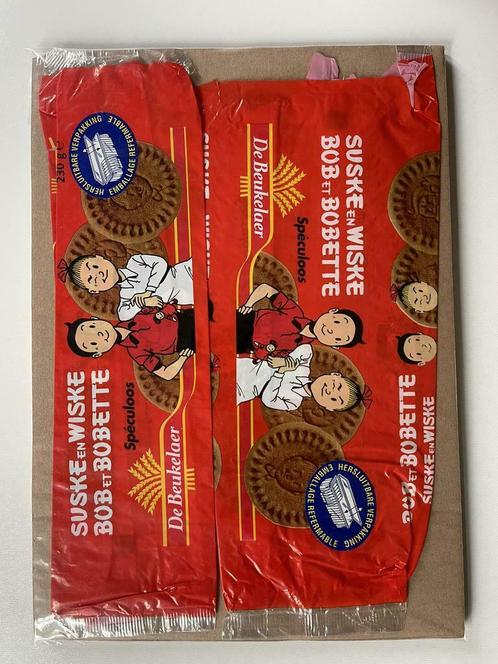 HERSLUITBARE VERPAKKING
EMBALLAGE REFERMABLE
230 g e
SUSKE EN WISKE
BOB ET BOBETTE
Spéculoos
De Beukelaer
De Beukelaer
Spéculoos
SUSKE EN WISKE
BOB ET BOBETTE
HERSLUITBARE VERPAKKING
EMBALLAGE REFERMABLE
BOB ET BOBETTE
SUSKE EN WISKE